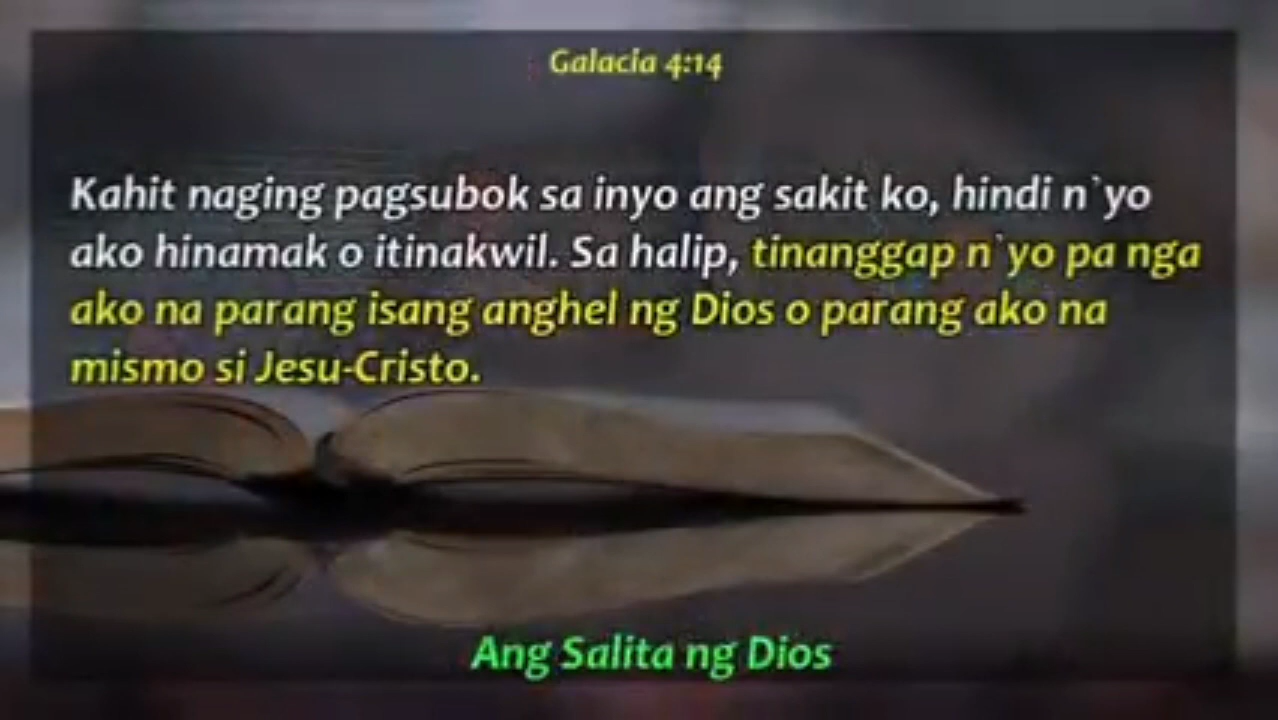 Galacia 4:14
Kahit naging pagsubok sa inyo ang sakit ko, hindi n`yo
ako hinamak o itinakwil. Sa halip, tinanggap n`yo pa nga
ako na parang isang anghel ng Dios o parang ako na
mismo si Jesu-Cristo.
Ang Salita ng Dios